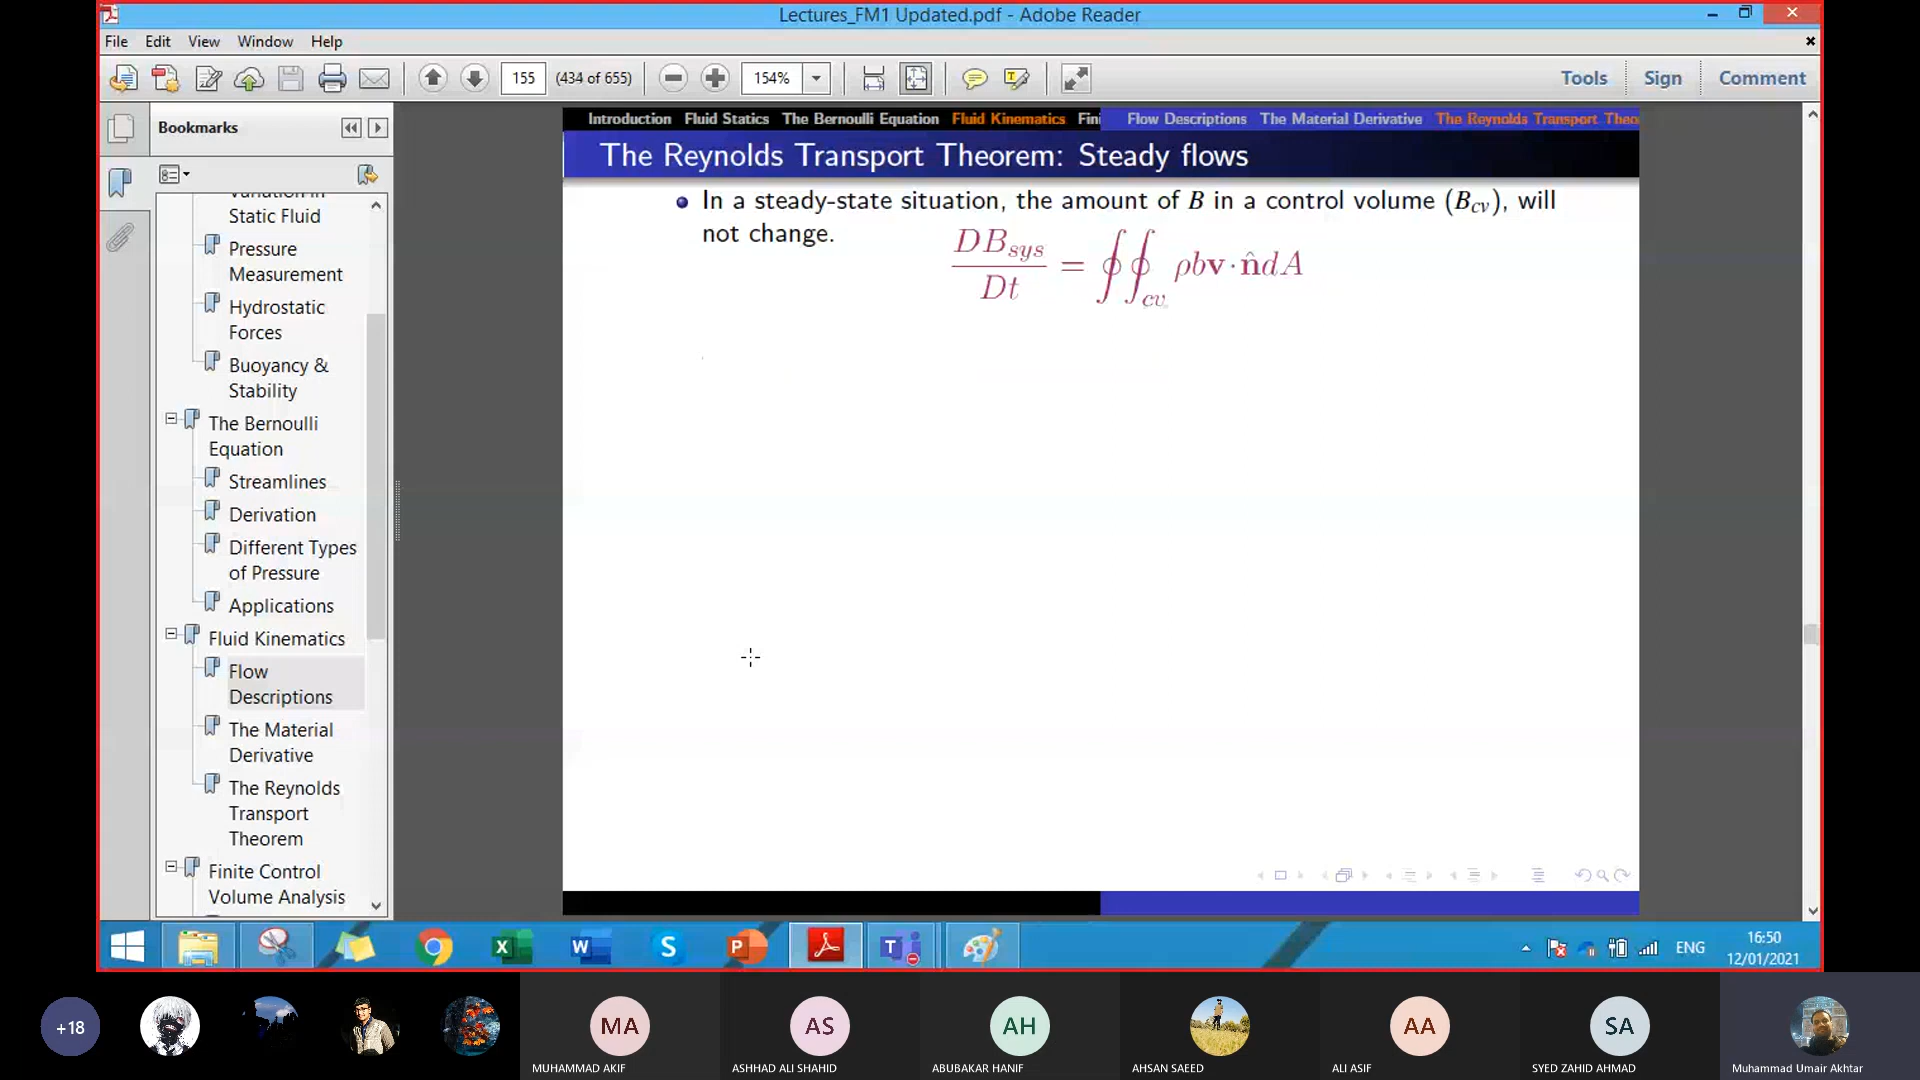 Lectures_FM1 Updated.pdf - Adobe Reader
File Edit View Window Help
155 (434 of 655) 154% Tools Sign Comment
Bookmarks
Static Fluid
Pressure
Measurement
Hydrostatic
Forces
Buoyancy &
Stability
The Bernoulli
Equation
Streamlines
Derivation
Different Types
of Pressure
Applications
Fluid Kinematics
Flow
Descriptions
The Material
Derivative
The Reynolds
Transport
Theorem
Finite Control
Volume Analysis
Introduction Fluid Statics The Bernoulli Equation Fluid Kinematics Fini Flow Descriptions The Material Derivative The Reynolds Transport Theo
The Reynolds Transport Theorem: Steady flows
In a steady-state situation, the amount of B in a control volume (B_cv), will
not change.
DB_sys/Dt = ∮∮_cv ρbv·n̂dA
ENG
16:50
12/01/2021
+18
MA
AS
AH
AA
SA
MUHAMMAD AKIF
ASHHAD ALI SHAHID
ABUBAKAR HANIF
AHSAN SAEED
ALI ASIF
SYED ZAHID AHMAD
Muhammad Umair Akhtar